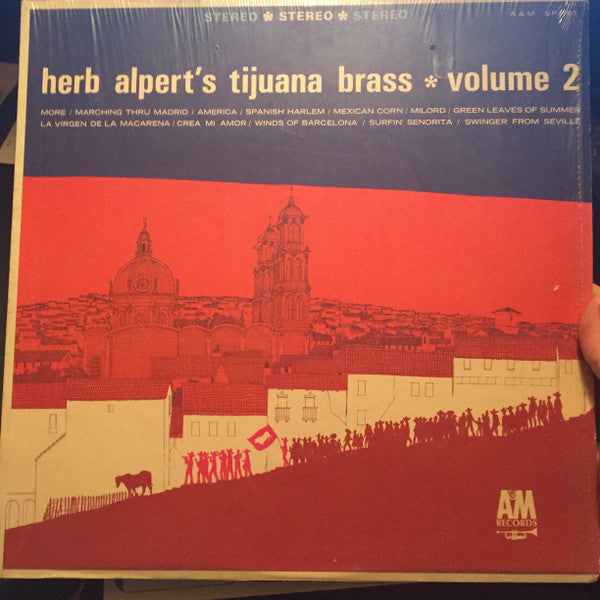 STEREO * STEREO * STEREO
A & M SP
herb alpert's tijuana brass * volume 2
MORE / MARCHING THRU MADRID / AMERICA / SPANISH HARLEM / MEXICAN CORN / MILORD / GREEN LEAVES OF SUMMER
LA VIRGEN DE LA MACARENA / CREA MI AMOR / WINDS OF BARCELONA / SURFIN' SENORITA / SWINGER FROM SEVILLE
A&M
RECORDS